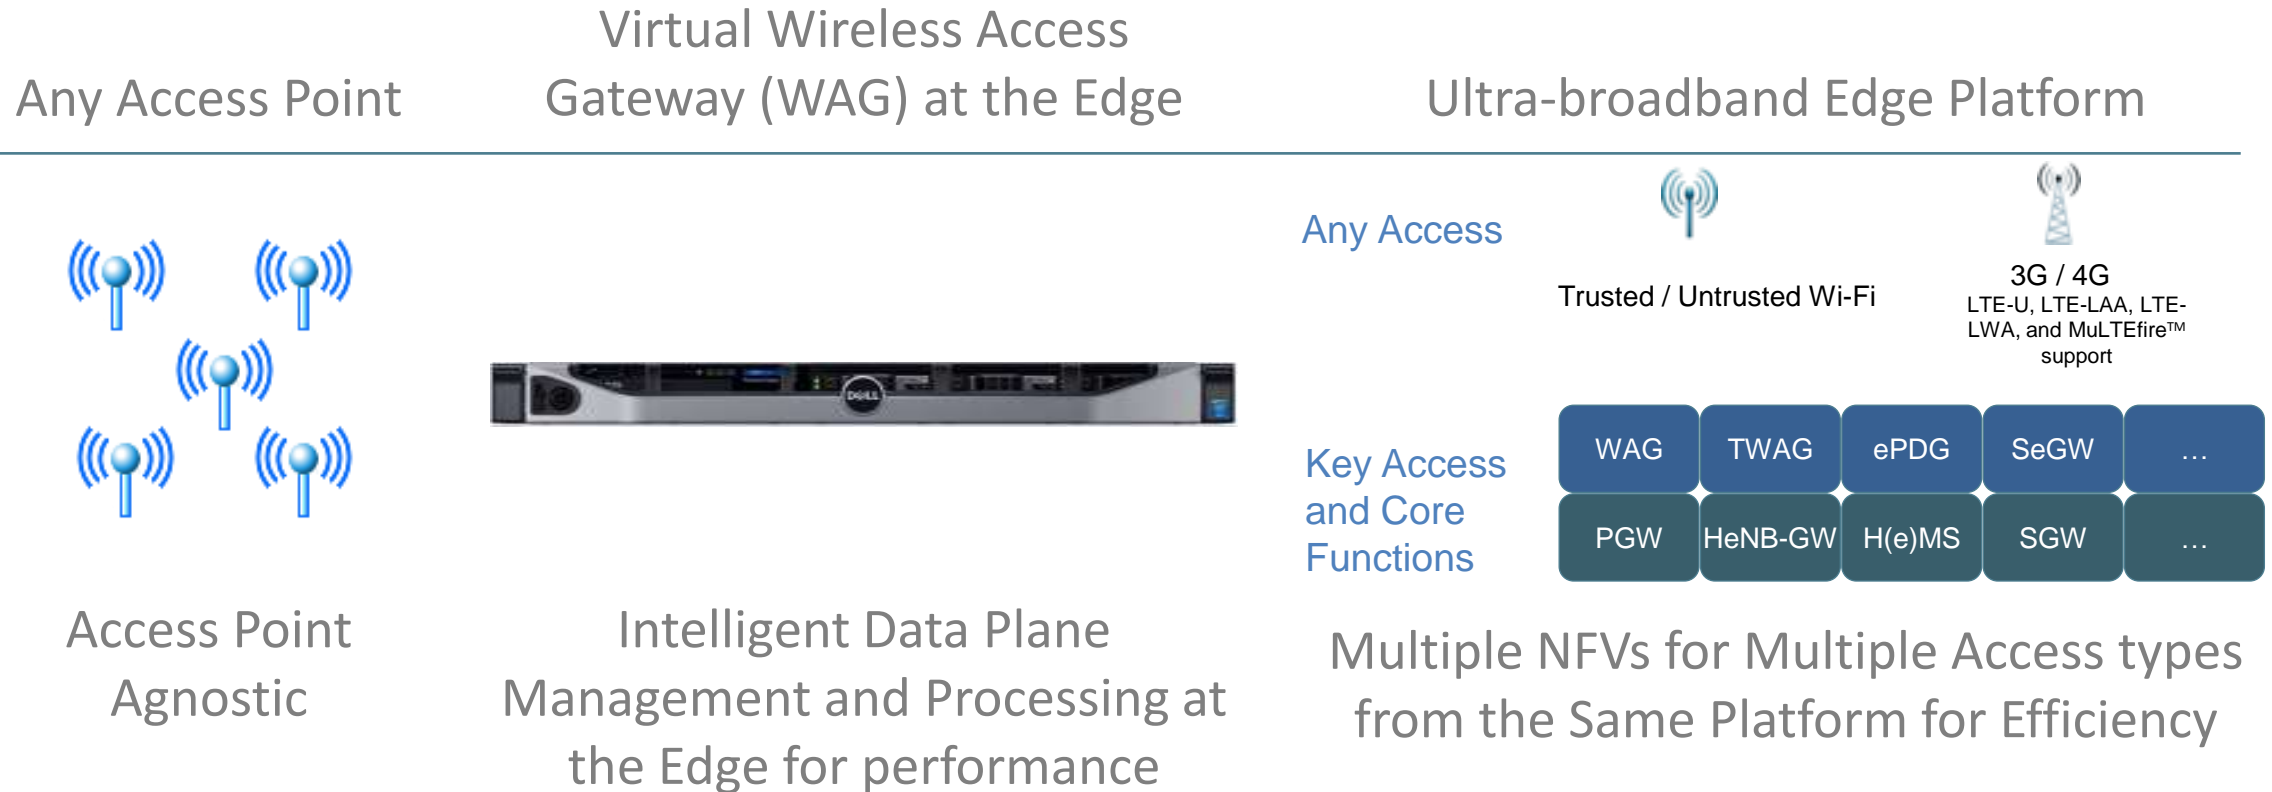 Any Access Point
Virtual Wireless Access
Gateway (WAG) at the Edge
Ultra-broadband Edge Platform
Any Access
Trusted / Untrusted Wi-Fi
3G / 4G
LTE-U, LTE-LAA, LTE-
LWA, and MuLTEfire™
support
DELL
Key Access
and Core
Functions
WAG
TWAG
ePDG
SeGW
…
PGW
HeNB-GW
H(e)MS
SGW
…
Access Point
Agnostic
Intelligent Data Plane
Management and Processing at
the Edge for performance
Multiple NFVs for Multiple Access types
from the Same Platform for Efficiency